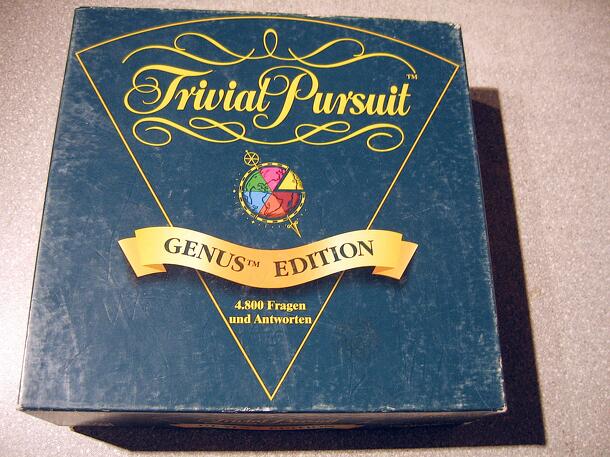 Trivial Pursuit™
GENUS™ EDITION
4.800 Fragen
und Antworten